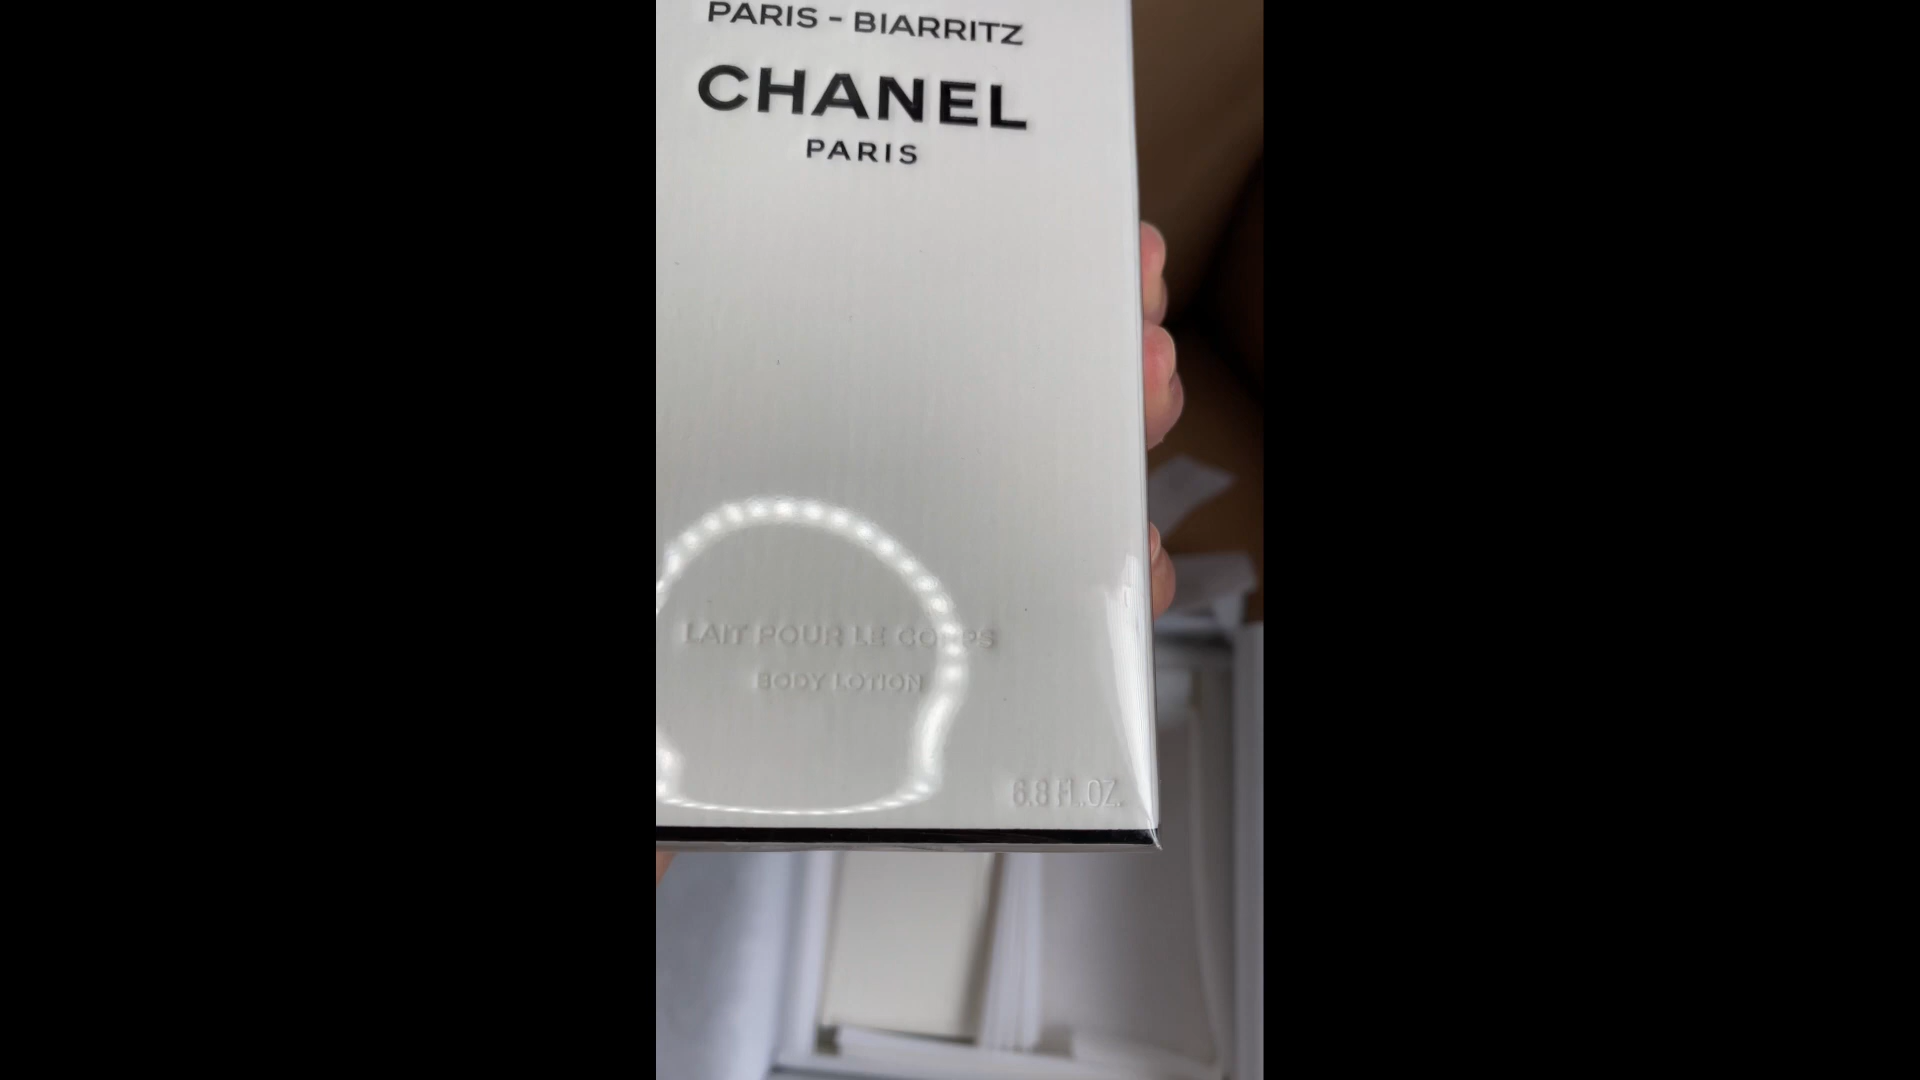 PARIS - BIARRITZ
CHANEL
PARIS
LAIT POUR LE CORPS
BODY LOTION
6.8 FL.OZ.